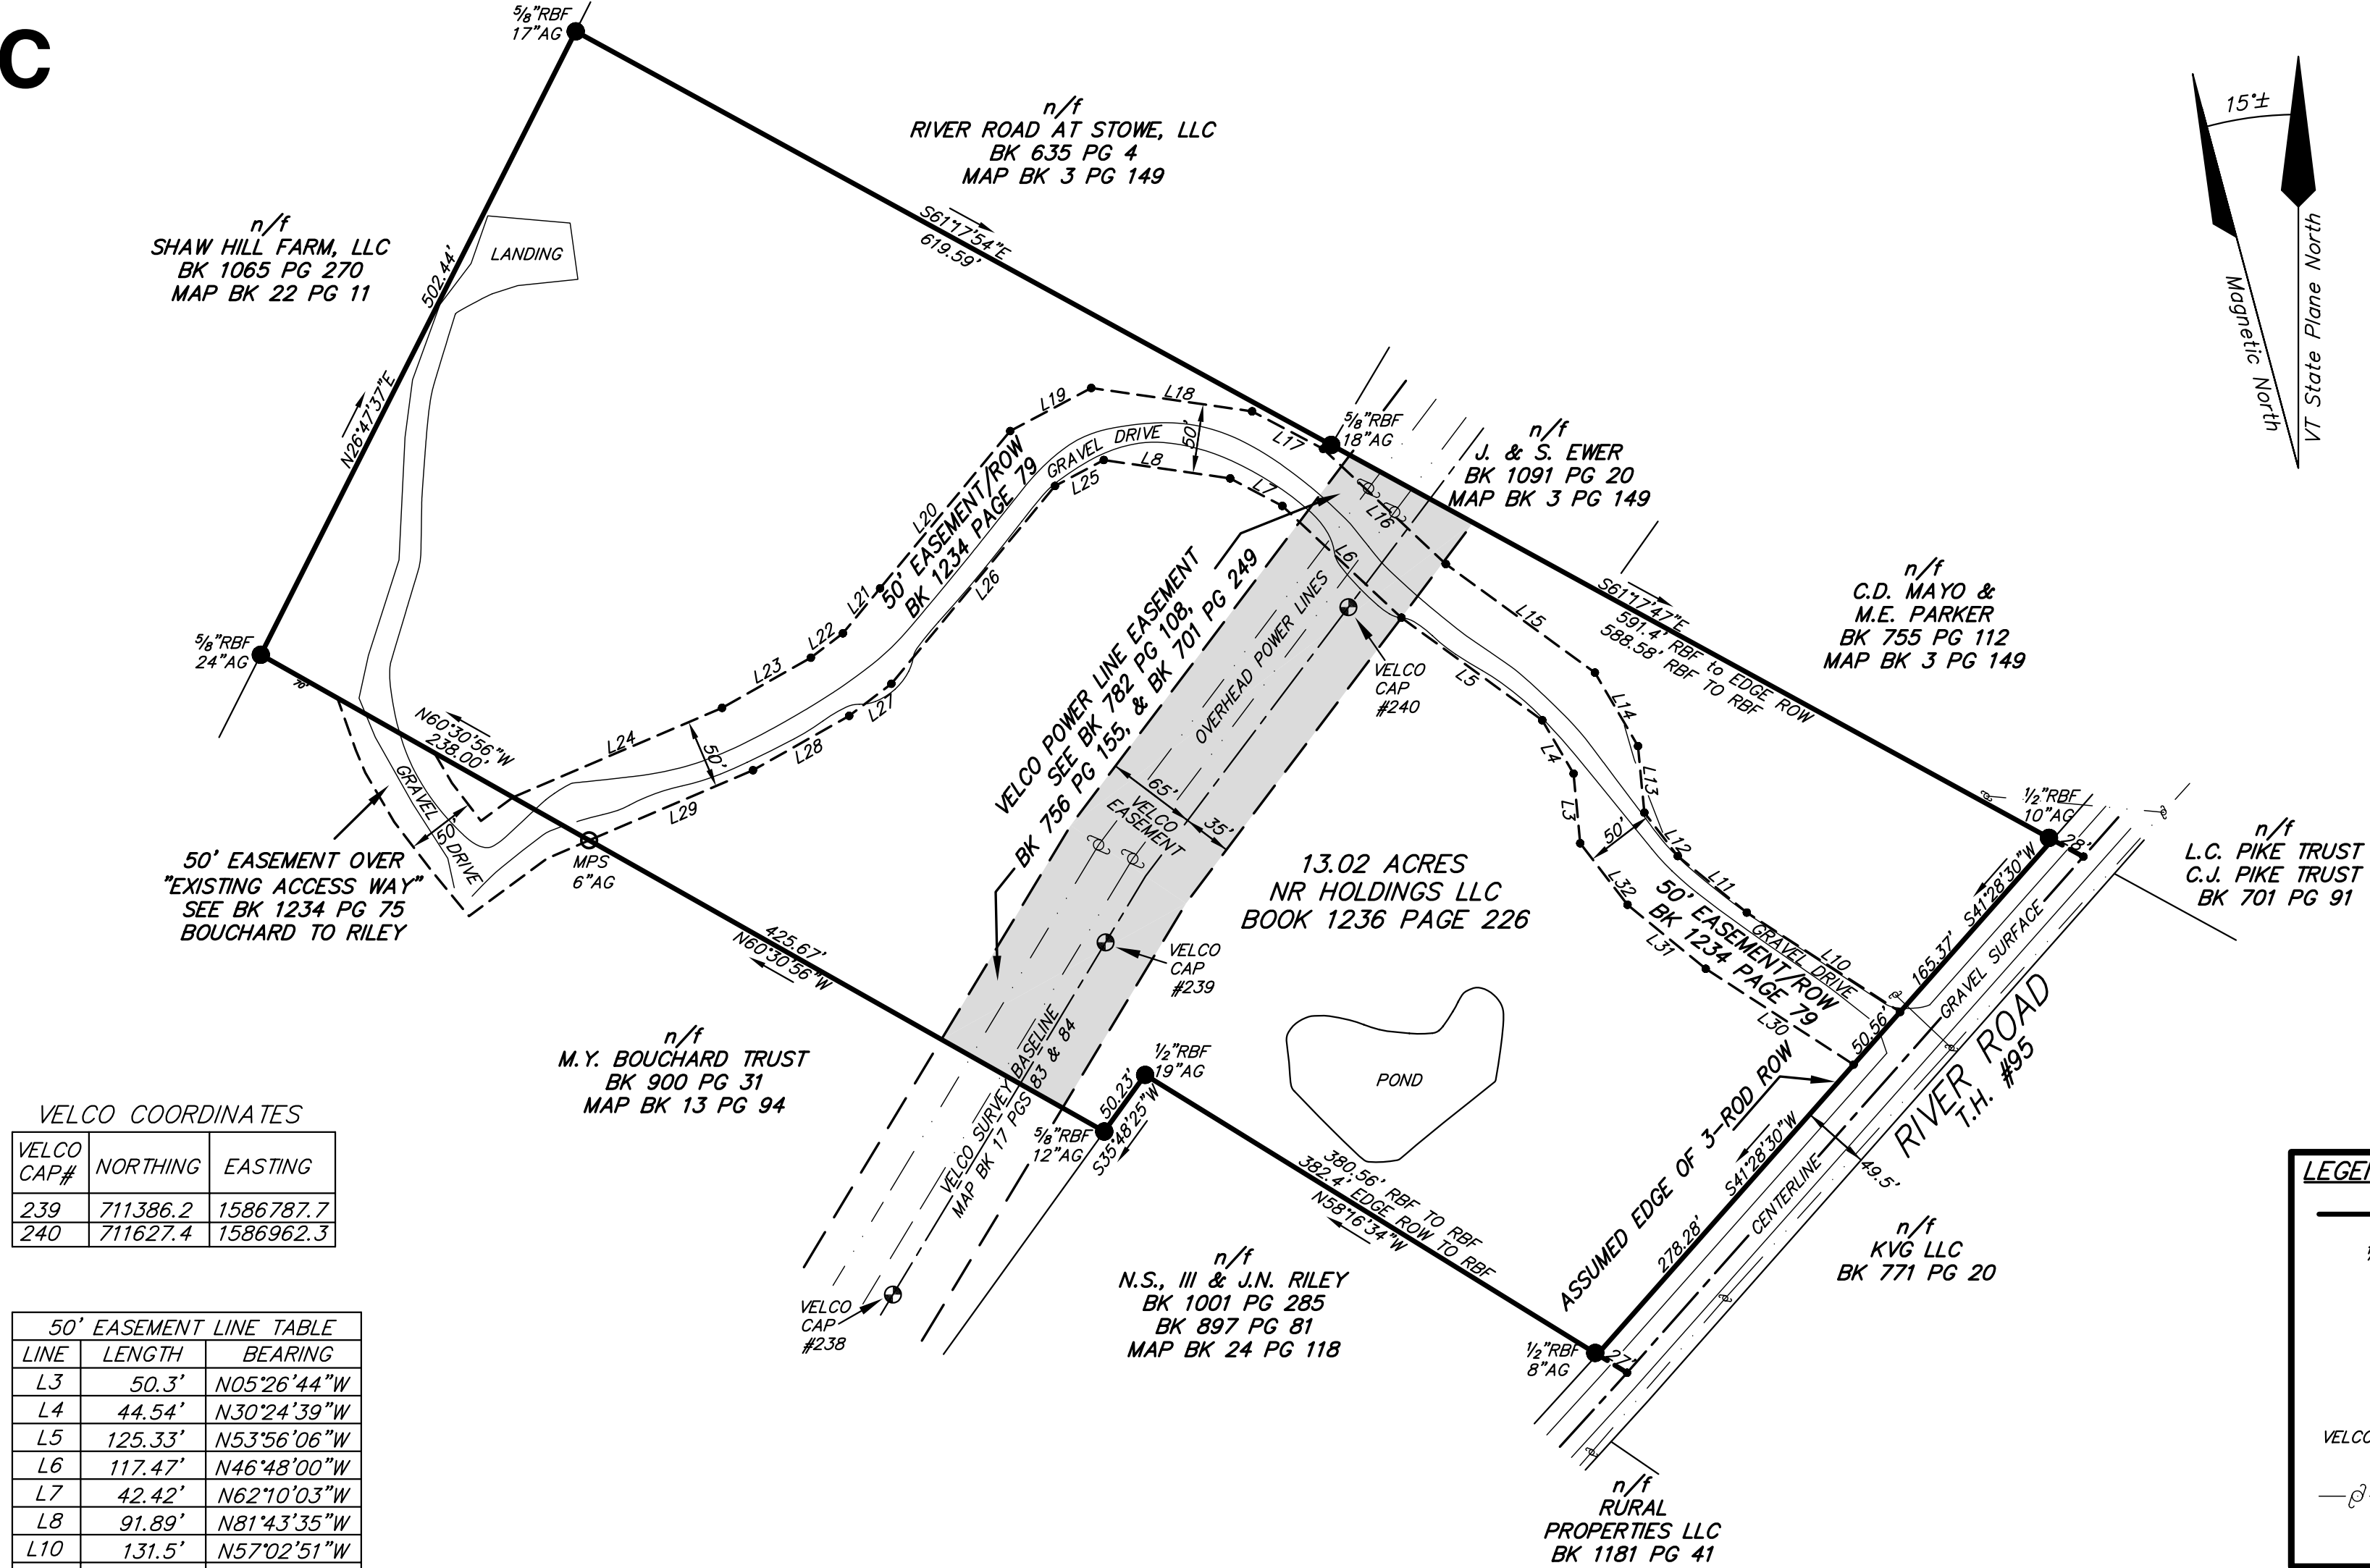 C
5/8"RBF
17"AG
n/f
RIVER ROAD AT STOWE, LLC
BK 635 PG 4
MAP BK 3 PG 149
15°±
Magnetic North
VT State Plane North
n/f
SHAW HILL FARM, LLC
BK 1065 PG 270
MAP BK 22 PG 11
LANDING
502.44'
N26°47'37"E
S61°17'54"E
619.59'
L19
L18
L17
GRAVEL DRIVE
50'
L8
L25
L7
5/8"RBF
18"AG
n/f
J. & S. EWER
BK 1091 PG 20
MAP BK 3 PG 149
L16
L6
L20
50' EASEMENT/ROW
BK 1234 PAGE 79
L21
L22
L23
L24
L26
L27
L28
L29
50'
VELCO POWER LINE EASEMENT
SEE BK 782 PG 108,
BK 756 PG 155, & BK 701 PG 249
OVERHEAD POWER LINES
VELCO
CAP
#240
L5
L15
L14
L4
L13
L3
50'
L12
L32
L11
L31
L10
L30
S61°17'47"E
591.4' RBF to EDGE ROW
588.58' RBF TO RBF
n/f
C.D. MAYO &
M.E. PARKER
BK 755 PG 112
MAP BK 3 PG 149
5/8"RBF
24"AG
N60°30'56"W
238.00'
GRAVEL
DRIVE
50'
50' EASEMENT OVER
"EXISTING ACCESS WAY"
SEE BK 1234 PG 75
BOUCHARD TO RILEY
MPS
6"AG
65'
VELCO
EASEMENT
35'
13.02 ACRES
NR HOLDINGS LLC
BOOK 1236 PAGE 226
1/2"RBF
10"AG
28'
n/f
L.C. PIKE TRUST
C.J. PIKE TRUST
BK 701 PG 91
S41°28'30"W
165.37'
GRAVEL SURFACE
GRAVEL DRIVE
50' EASEMENT/ROW
BK 1234 PAGE 79
50.56'
425.67'
N60°30'56"W
VELCO
CAP
#239
VELCO SURVEY BASELINE
MAP BK 17 PGS 83 & 84
n/f
M.Y. BOUCHARD TRUST
BK 900 PG 31
MAP BK 13 PG 94
1/2"RBF
19"AG
50.23'
S35°48'25"W
5/8"RBF
12"AG
POND
RIVER ROAD
T.H. #95
ASSUMED EDGE OF 3-ROD ROW
S41°28'30"W
278.28'
CENTERLINE
49.5'
380.56' RBF TO RBF
382.4' EDGE ROW TO RBF
N58°16'34"W
n/f
KVG LLC
BK 771 PG 20
n/f
N.S., III & J.N. RILEY
BK 1001 PG 285
BK 897 PG 81
MAP BK 24 PG 118
VELCO
CAP
#238
1/2"RBF
8"AG
27'
n/f
RURAL
PROPERTIES LLC
BK 1181 PG 41
VELCO COORDINATES
VELCO CAP# NORTHING EASTING
239 711386.2 1586787.7
240 711627.4 1586962.3
50' EASEMENT LINE TABLE
LINE LENGTH BEARING
L3 50.3' N05°26'44"W
L4 44.54' N30°24'39"W
L5 125.33' N53°56'06"W
L6 117.47' N46°48'00"W
L7 42.42' N62°10'03"W
L8 91.89' N81°43'35"W
L10 131.5' N57°02'51"W
LEGEN
VELCO